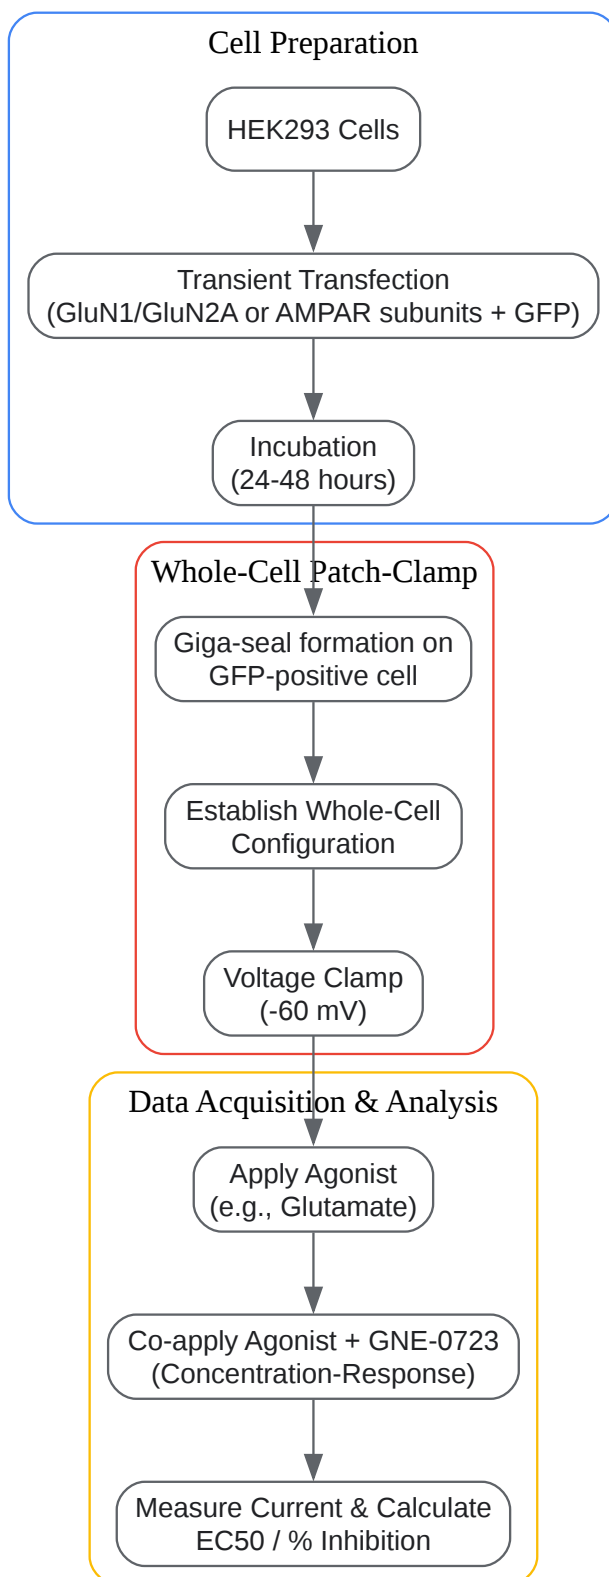 Cell Preparation
HEK293 Cells
Transient Transfection
(GluN1/GluN2A or AMPAR subunits + GFP)
Incubation
(24-48 hours)
Whole-Cell Patch-Clamp
Giga-seal formation on
GFP-positive cell
Establish Whole-Cell
Configuration
Voltage Clamp
(-60 mV)
Data Acquisition & Analysis
Apply Agonist
(e.g., Glutamate)
Co-apply Agonist + GNE-0723
(Concentration-Response)
Measure Current & Calculate
EC50 / % Inhibition